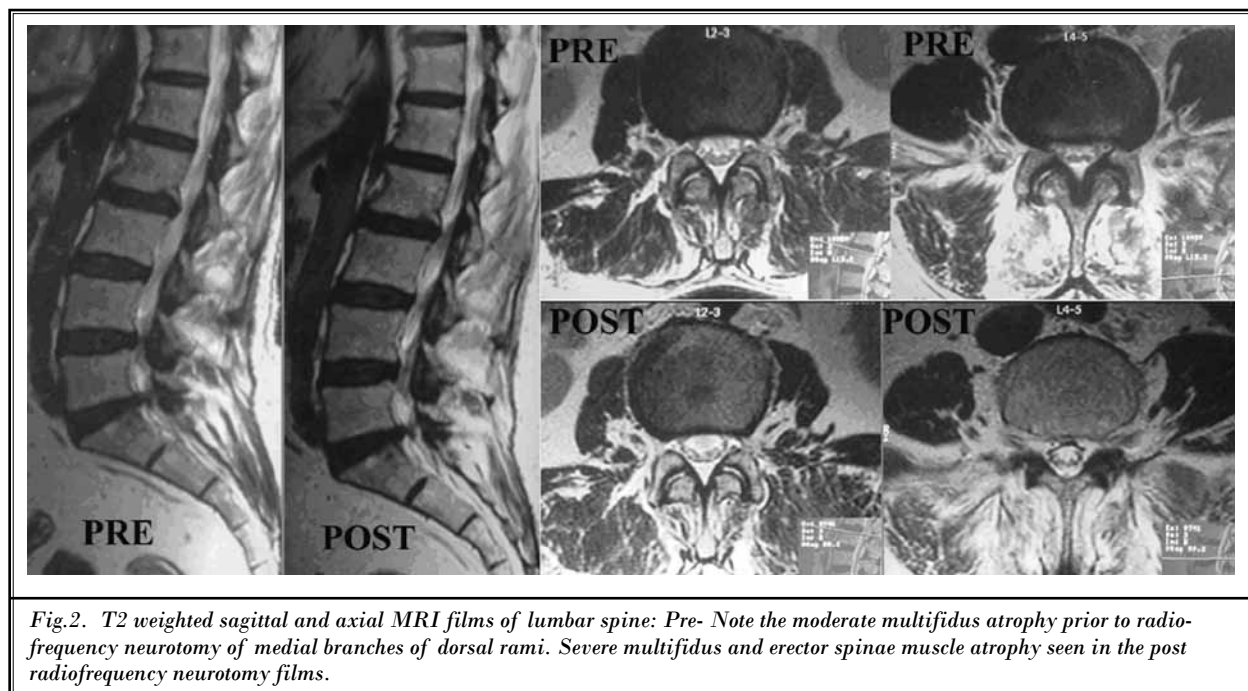 PRE
L2-3
PRE
L4-5
POST
L2-3
POST
L4-5
PRE
POST
Fig.2. T2 weighted sagittal and axial MRI films of lumbar spine: Pre- Note the moderate multifidus atrophy prior to radio-
frequency neurotomy of medial branches of dorsal rami. Severe multifidus and erector spinae muscle atrophy seen in the post
radiofrequency neurotomy films.